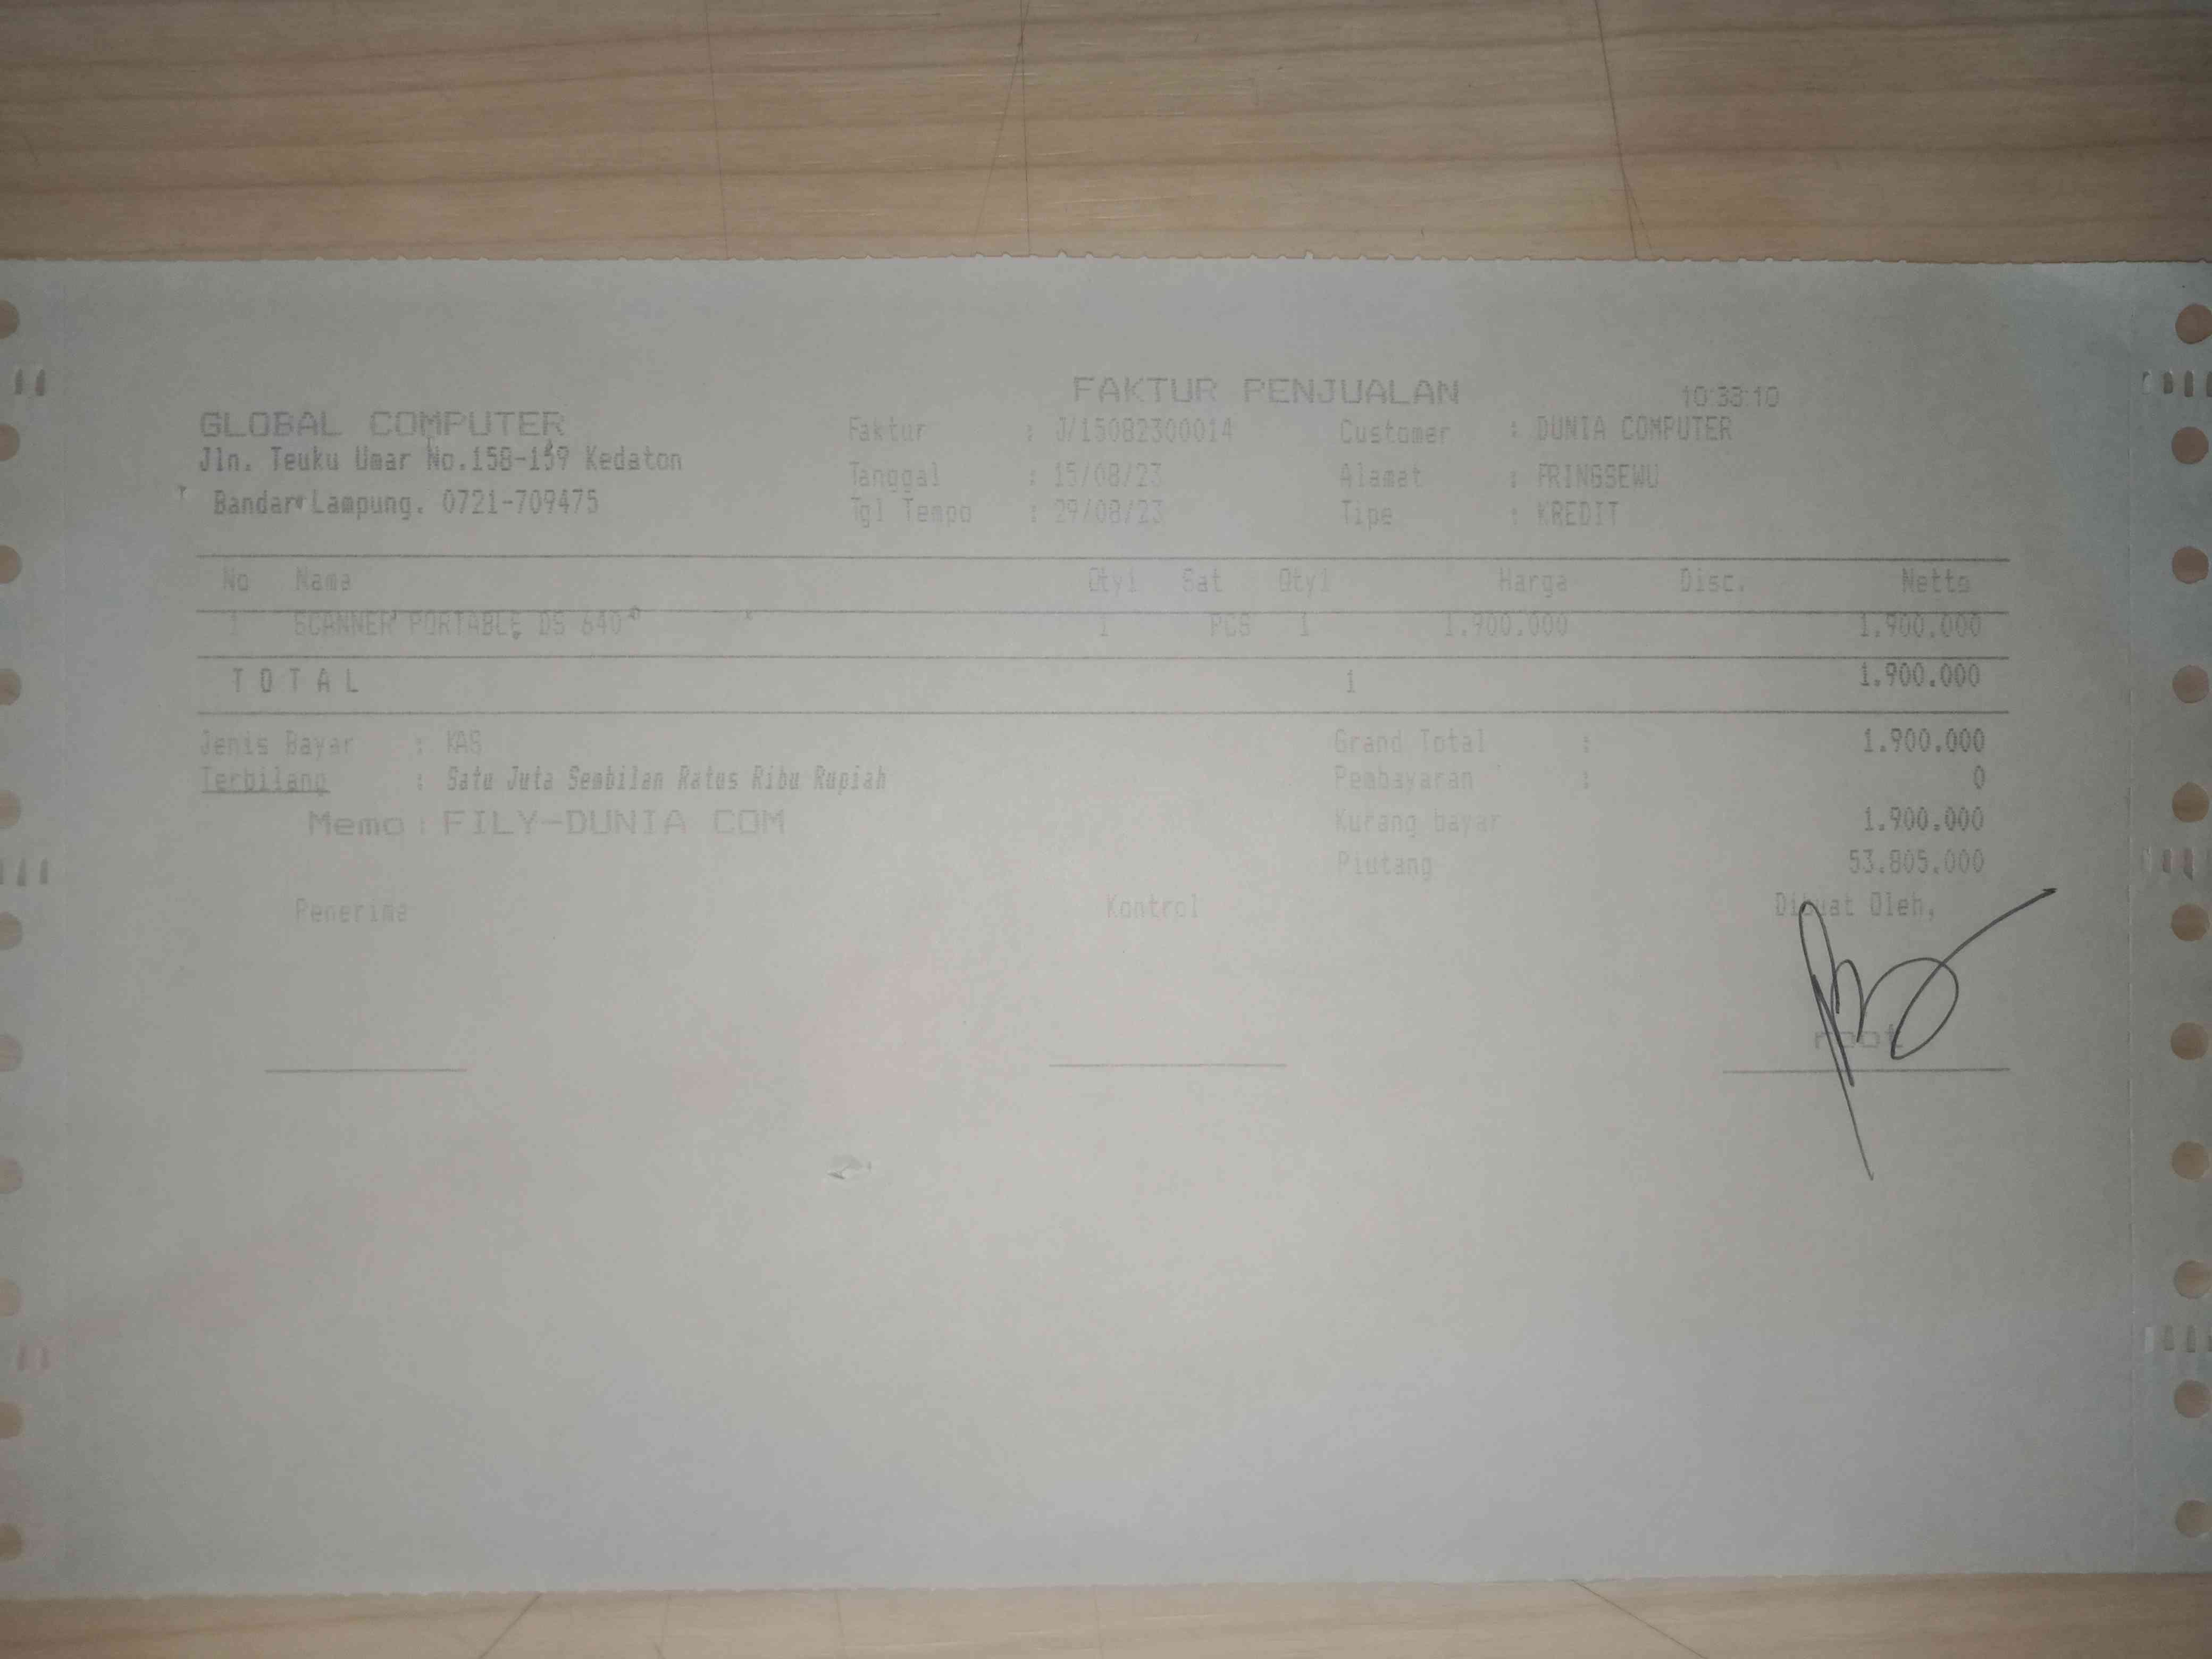 FAKTUR PENJUALAN 10:33:10
GLOBAL COMPUTER
Jln. Teuku Umar No.158-159 Kedaton
Bandar Lampung. 0721-709475
Faktur : J/15082300014
Tanggal : 15/08/23
Tgl Tempo : 29/08/23
Customer : DUNIA COMPUTER
Alamat : PRINGSEWU
Tipe : KREDIT
No Nama Qty1 Sat Qty1 Harga Disc. Netto
1 SCANNER PORTABLE DS 640 1 PCS 1 1.900.000 1.900.000
T O T A L 1 1.900.000
Jenis Bayar : KAS
Terbilang : Satu Juta Sembilan Ratus Ribu Rupiah
Memo : FILY-DUNIA COM
Grand Total : 1.900.000
Pembayaran : 0
Kurang bayar 1.900.000
Piutang 53.805.000
Penerima Kontrol Dibuat Oleh,
root